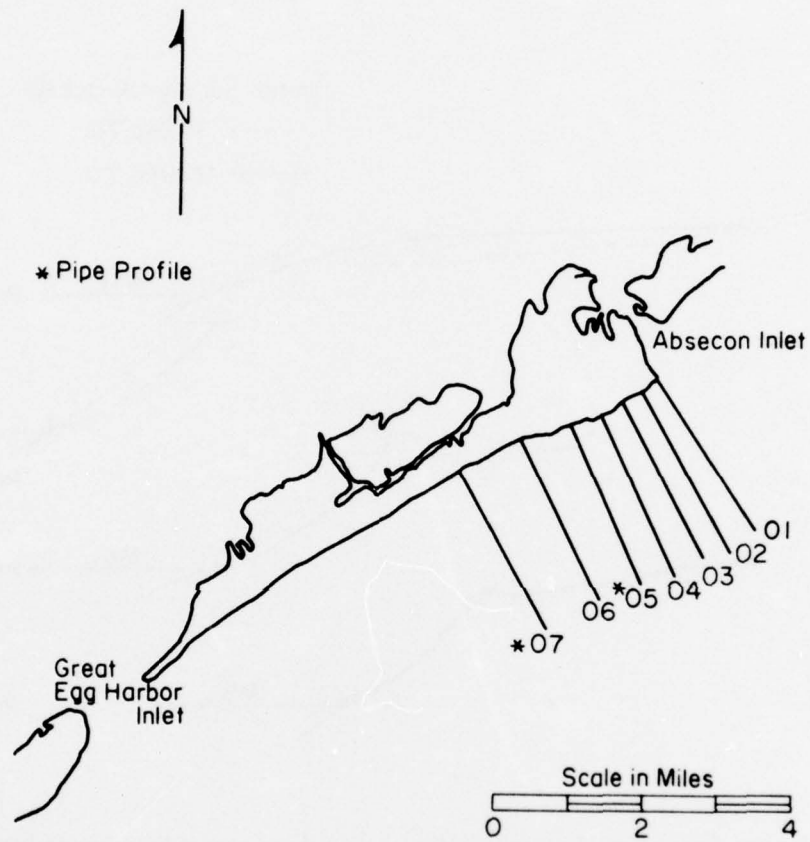 N
* Pipe Profile
Absecon Inlet
01
02
03
04
*05
06
*07
Great
Egg Harbor
Inlet
Scale in Miles
0 2 4